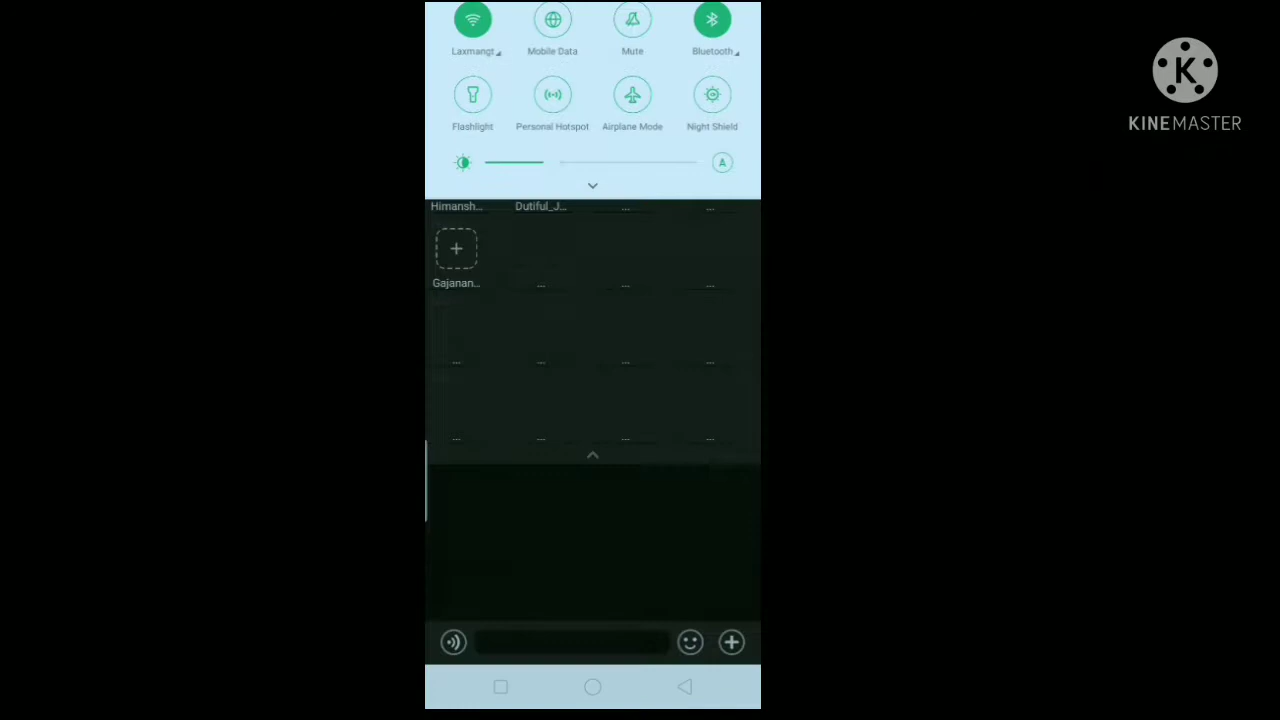 Laxmangt Mobile Data Mute Bluetooth
K
KINEMASTER
Flashlight Personal Hotspot Airplane Mode Night Shield
A
Himansh... Dutiful_J... ... ...
Gajanan... ... ... ...
... ... ... ...
... ... ... ...